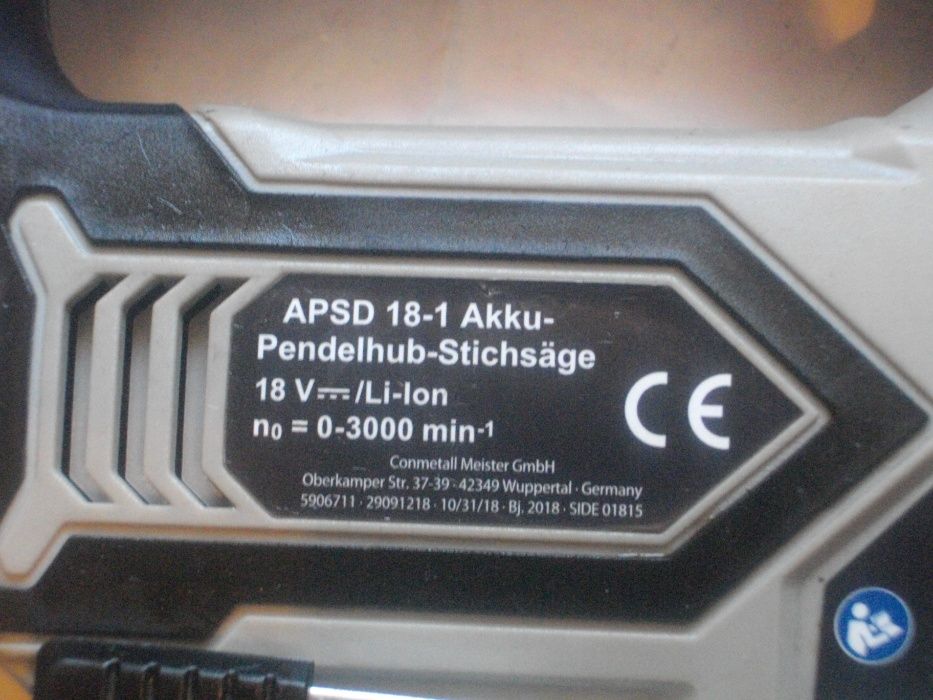 APSD 18-1 Akku-
Pendelhub-Stichsäge
18 V⎓/Li-Ion
n₀ = 0-3000 min⁻¹
CE
Conmetall Meister GmbH
Oberkamper Str. 37-39 · 42349 Wuppertal · Germany
5906711 · 29091218 · 10/31/18 · Bj. 2018 · SIDE 01815